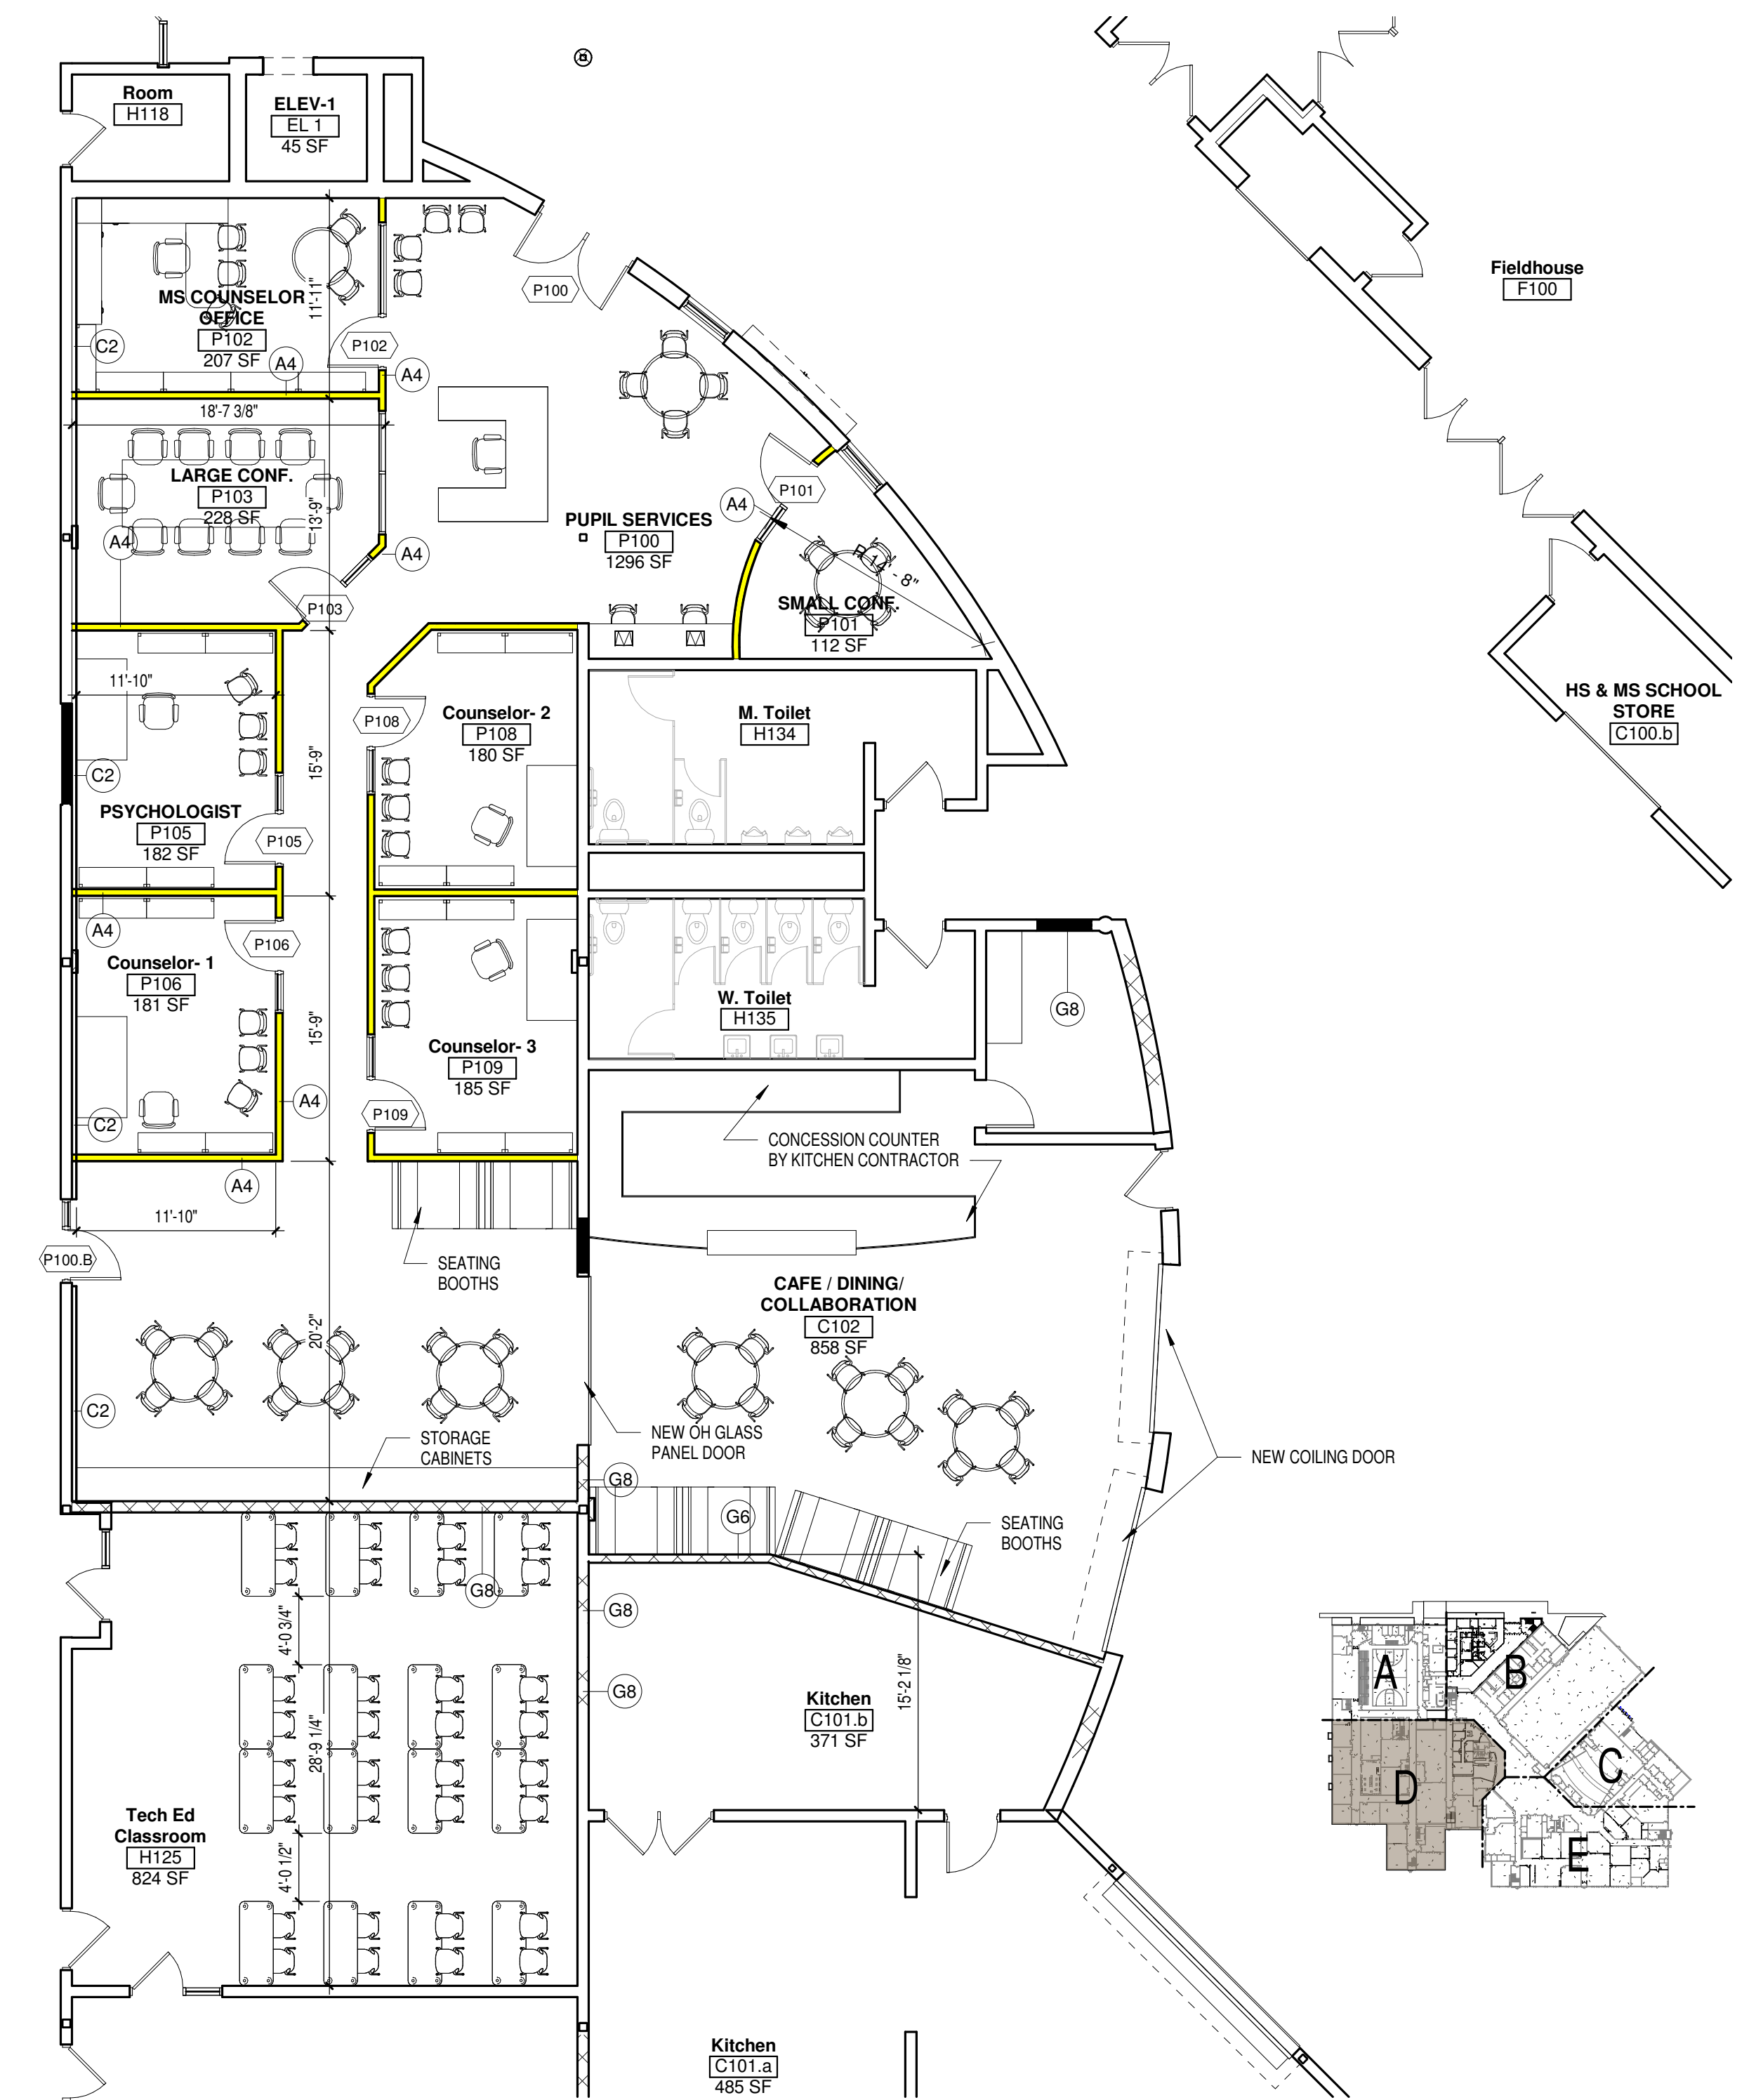 Room
H118
ELEV-1
EL 1
45 SF
P100
Fieldhouse
F100
MS COUNSELOR
OFFICE
P102
207 SF
11'-11"
C2
A4
P102
A4
18'-7 3/8"
LARGE CONF.
P103
228 SF
13'-9"
A4
A4
P103
PUPIL SERVICES
P100
1296 SF
A4
P101
R 14' - 8"
SMALL CONF.
P101
112 SF
HS & MS SCHOOL
STORE
C100.b
11'-10"
C2
15'-9"
PSYCHOLOGIST
P105
182 SF
P105
P108
Counselor- 2
P108
180 SF
M. Toilet
H134
A4
P106
Counselor- 1
P106
181 SF
15'-9"
C2
A4
A4
Counselor- 3
P109
185 SF
P109
W. Toilet
H135
G8
CONCESSION COUNTER
BY KITCHEN CONTRACTOR
11'-10"
P100.B
SEATING
BOOTHS
20'-2"
C2
STORAGE
CABINETS
CAFE / DINING/
COLLABORATION
C102
858 SF
NEW OH GLASS
PANEL DOOR
NEW COILING DOOR
G8
G6
SEATING
BOOTHS
G8
G8
G8
4'-0 3/4"
28'-9 1/4"
4'-0 1/2"
15'-2 1/8"
Kitchen
C101.b
371 SF
Tech Ed
Classroom
H125
824 SF
Kitchen
C101.a
485 SF
A
B
C
D
E